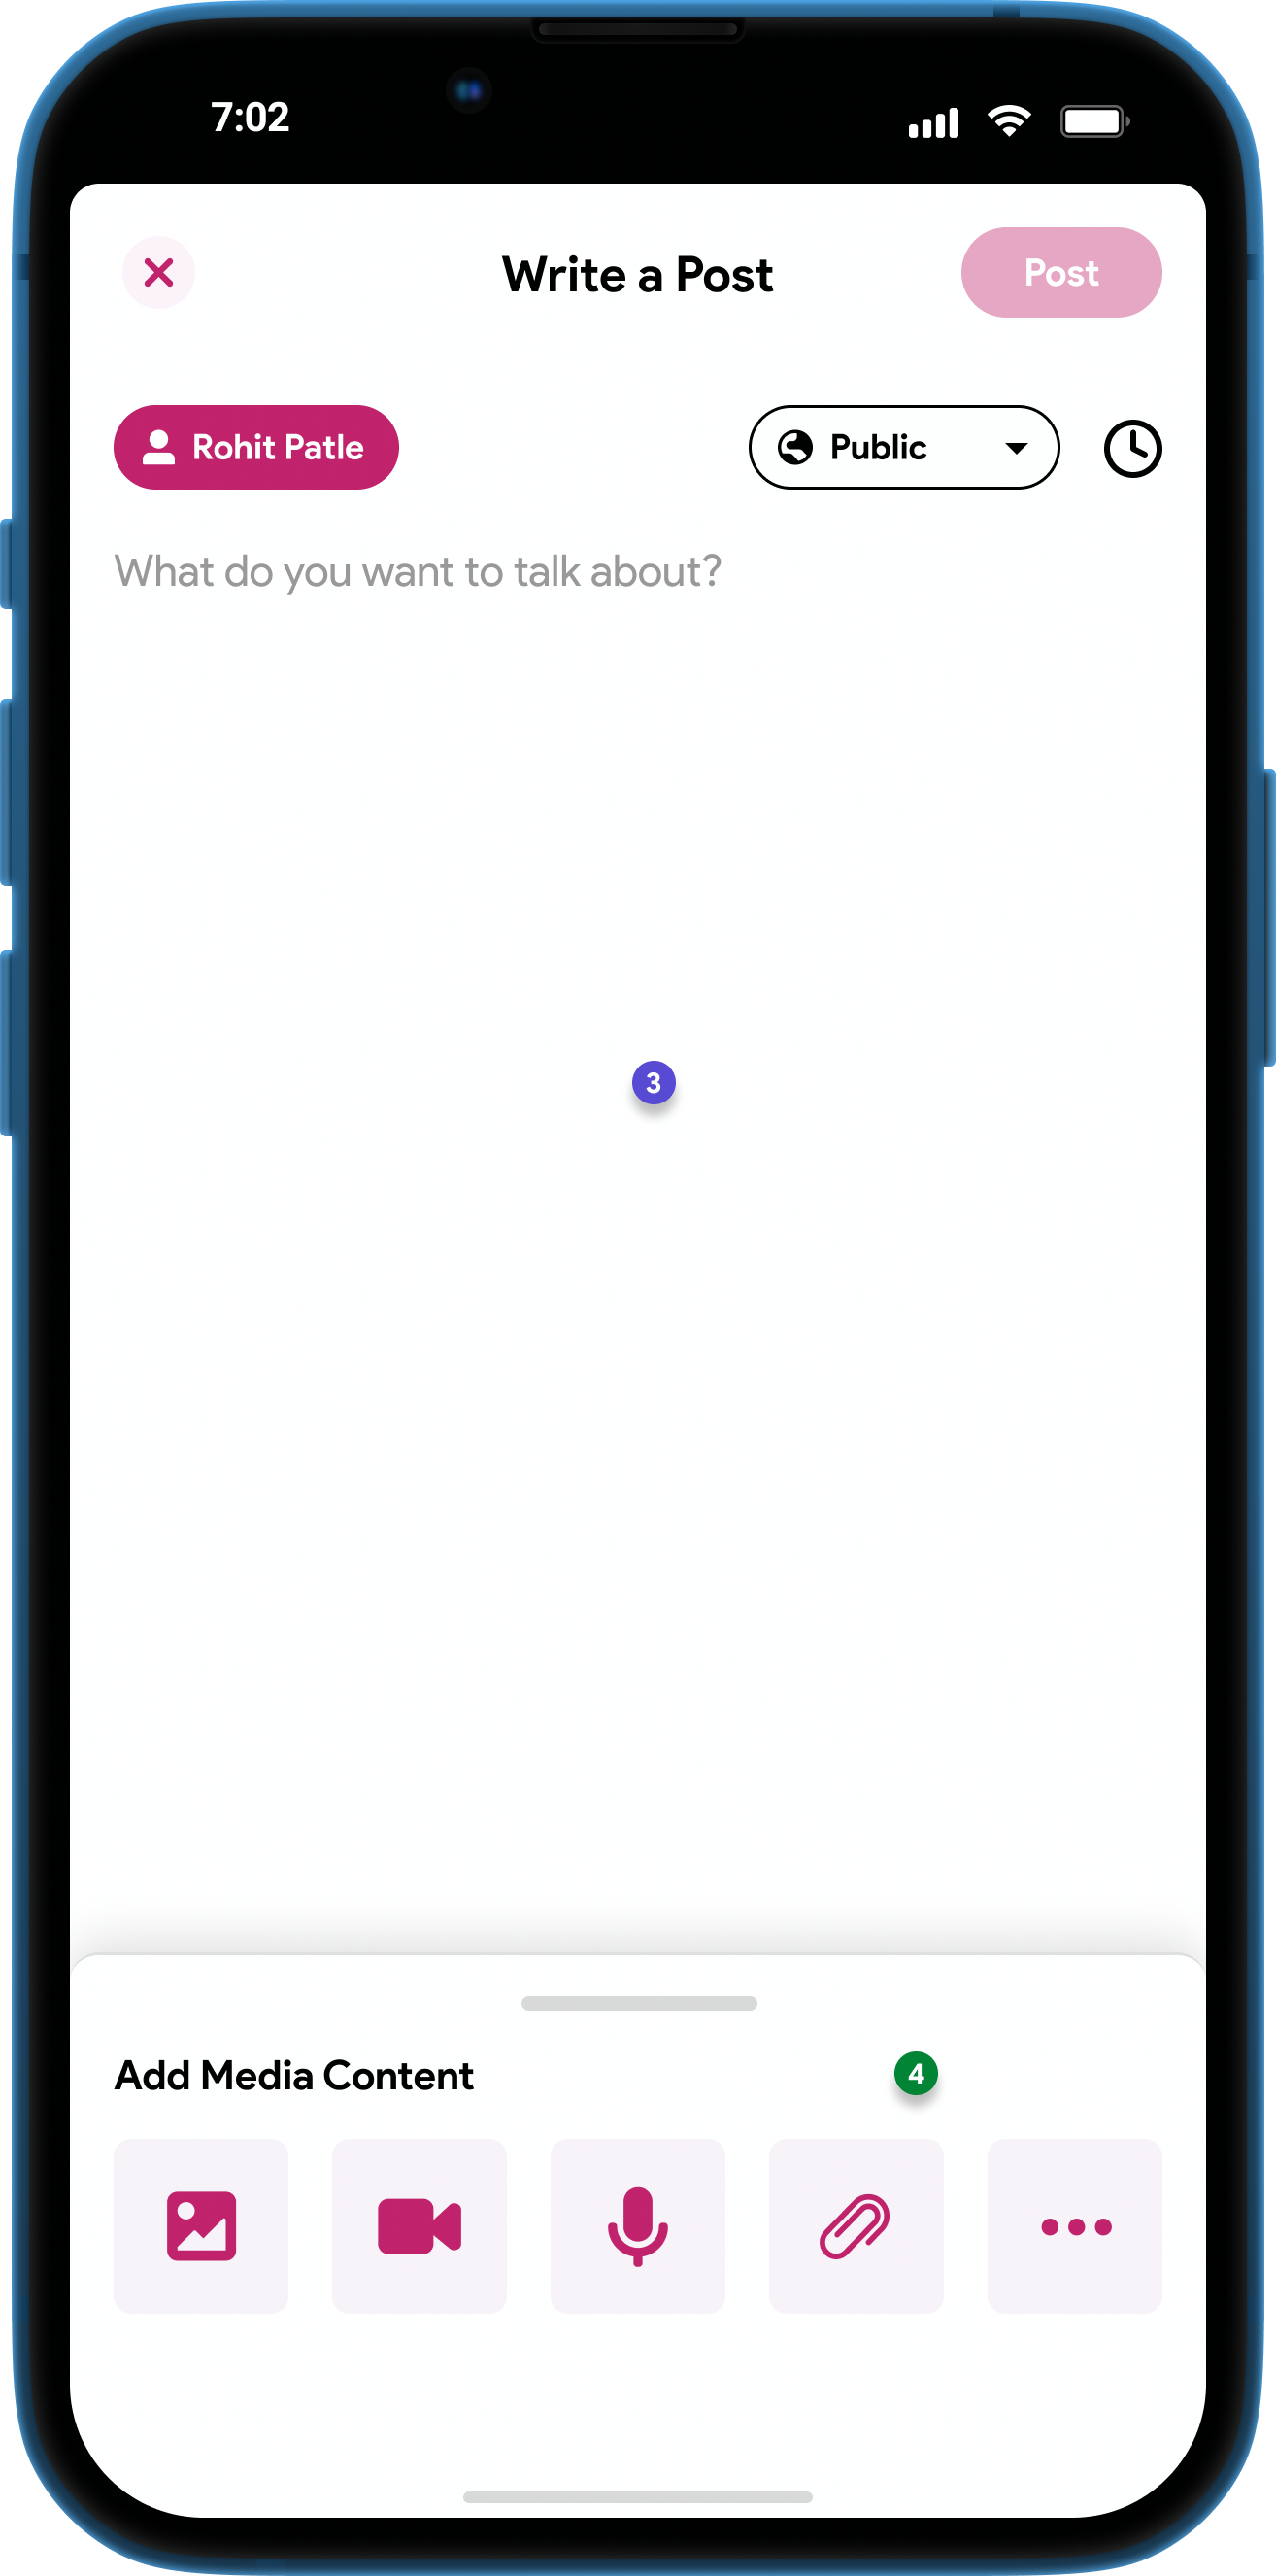 7:02
Write a Post
Post
Rohit Patle
Public
What do you want to talk about?
3
Add Media Content
4